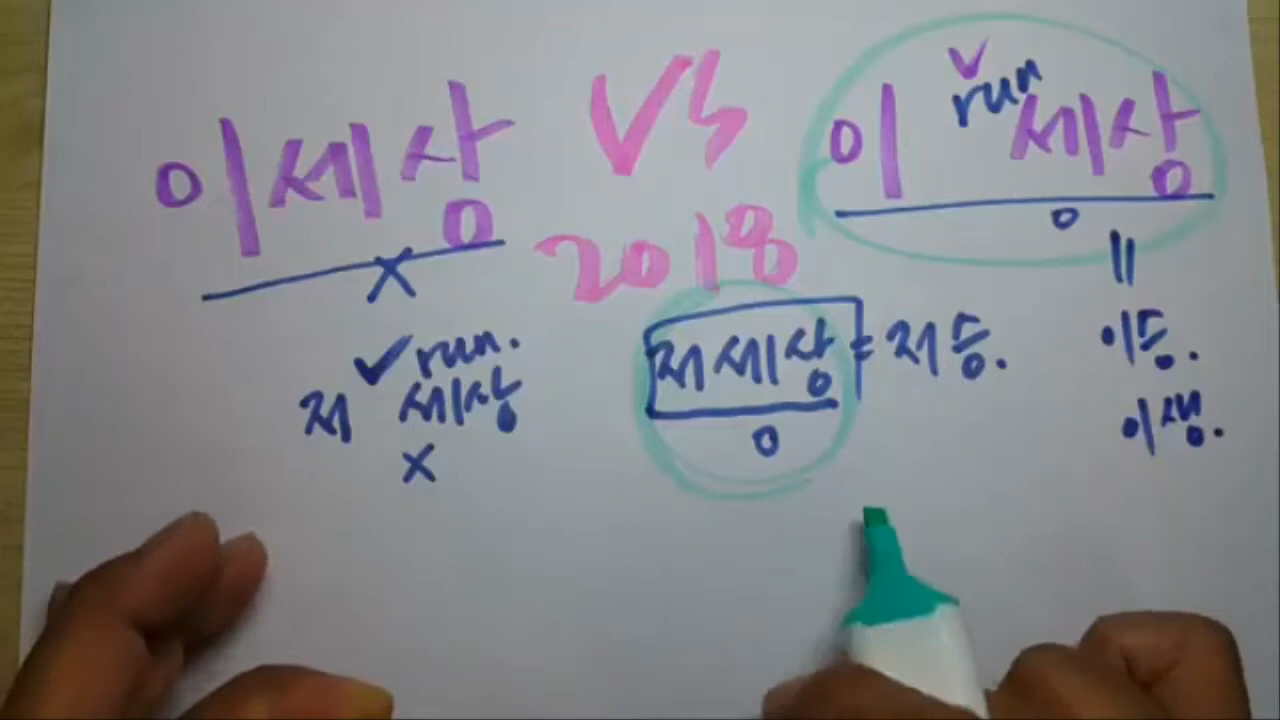 이세상 VS 이 ∨ run 세상
X 2018 O
||
∨ run.
저 세상 저세상 = 저승. 이승.
X O 이생.